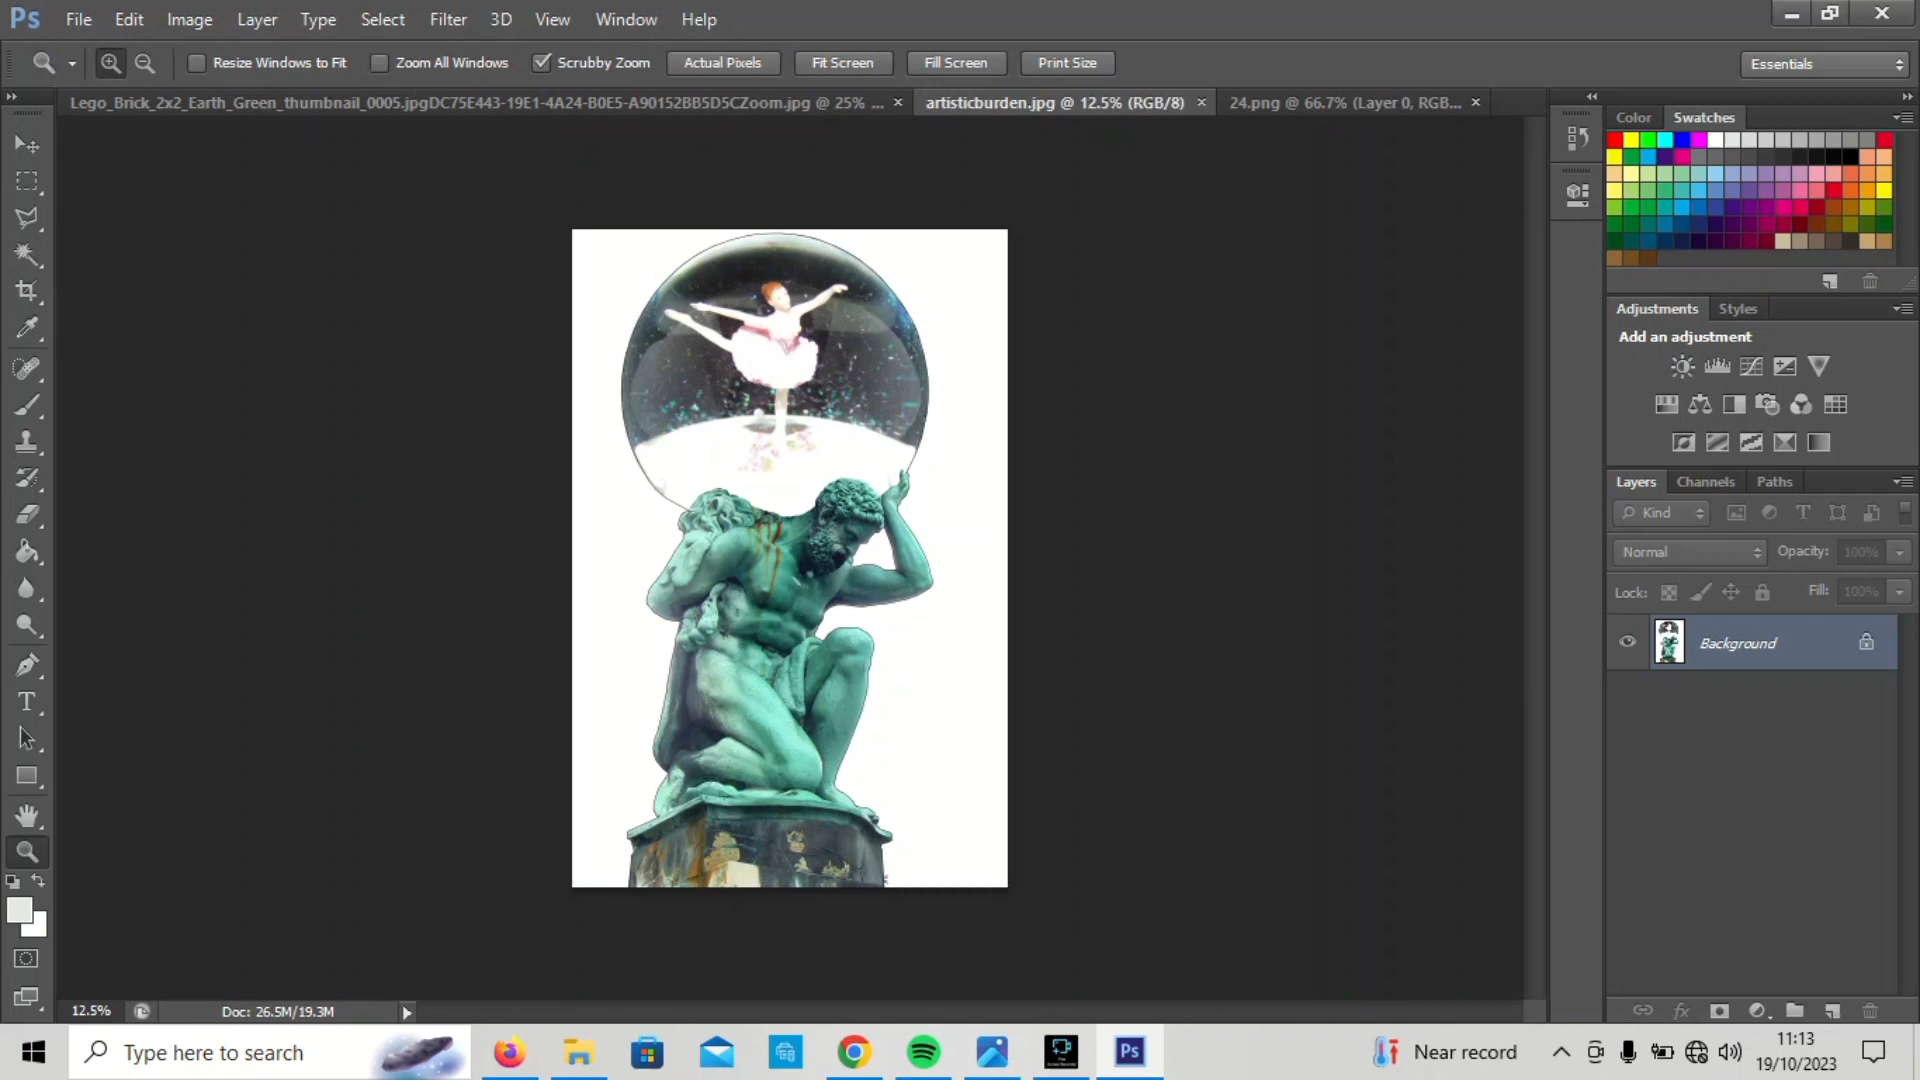 Ps File Edit Image Layer Type Select Filter 3D View Window Help
Resize Windows to Fit Zoom All Windows Scrubby Zoom Actual Pixels Fit Screen Fill Screen Print Size Essentials
Lego_Brick_2x2_Earth_Green_thumbnail_0005.jpgDC75E443-19E1-4A24-B0E5-A90152BB5D5CZoom.jpg @ 25% ... × artisticburden.jpg @ 12.5% (RGB/8) × 24.png @ 66.7% (Layer 0, RGB... ×
Color Swatches
Adjustments Styles
Add an adjustment
Layers Channels Paths
Kind
Normal Opacity: 100%
Lock: Fill: 100%
Background
T
12.5% Doc: 26.5M/19.3M
Type here to search
Ps
Near record
11:13
19/10/2023